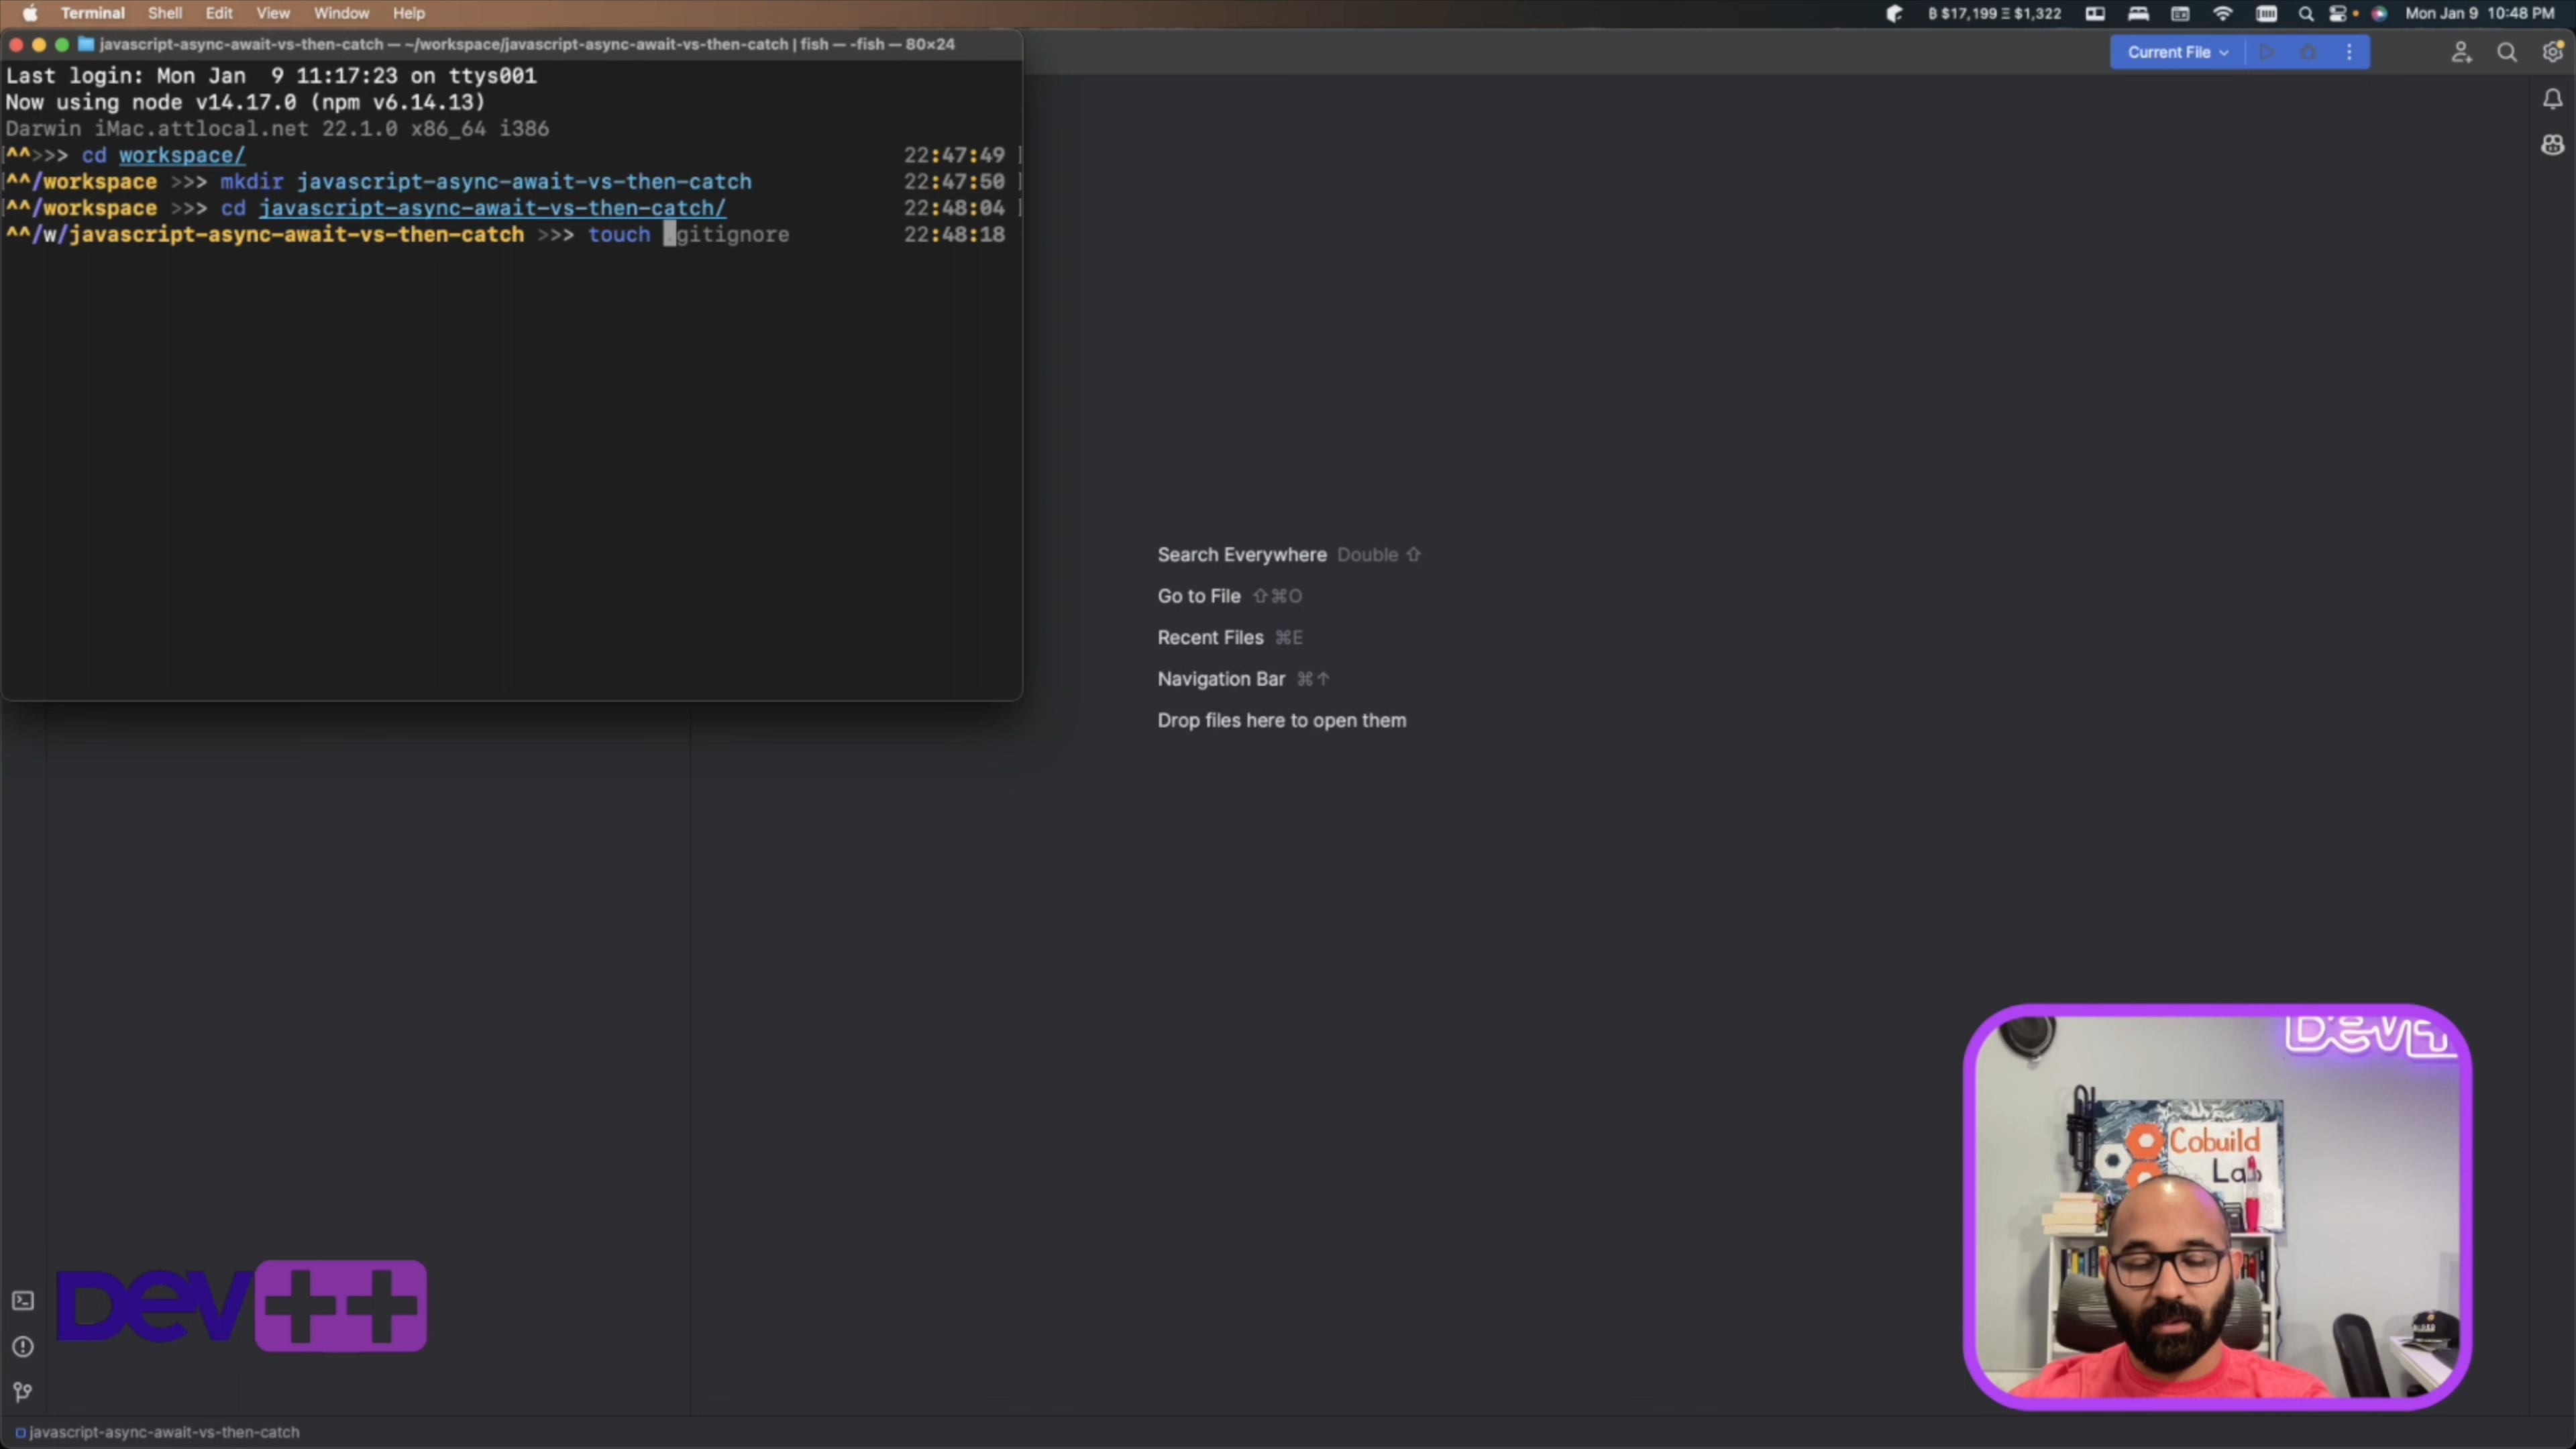 Terminal Shell Edit View Window Help
B $17,199 Ξ $1,322
Mon Jan 9 10:48 PM
javascript-async-await-vs-then-catch — ~/workspace/javascript-async-await-vs-then-catch | fish — -fish — 80×24
Current File
Last login: Mon Jan  9 11:17:23 on ttys001
Now using node v14.17.0 (npm v6.14.13)
Darwin iMac.attlocal.net 22.1.0 x86_64 i386
^^>>> cd workspace/ 22:47:49
^^/workspace >>> mkdir javascript-async-await-vs-then-catch 22:47:50
^^/workspace >>> cd javascript-async-await-vs-then-catch/ 22:48:04
^^/w/javascript-async-await-vs-then-catch >>> touch .gitignore 22:48:18
Search Everywhere Double ⇧
Go to File ⇧⌘O
Recent Files ⌘E
Navigation Bar ⌘↑
Drop files here to open them
Dev+
Cobuild
Lab
Dev++
javascript-async-await-vs-then-catch